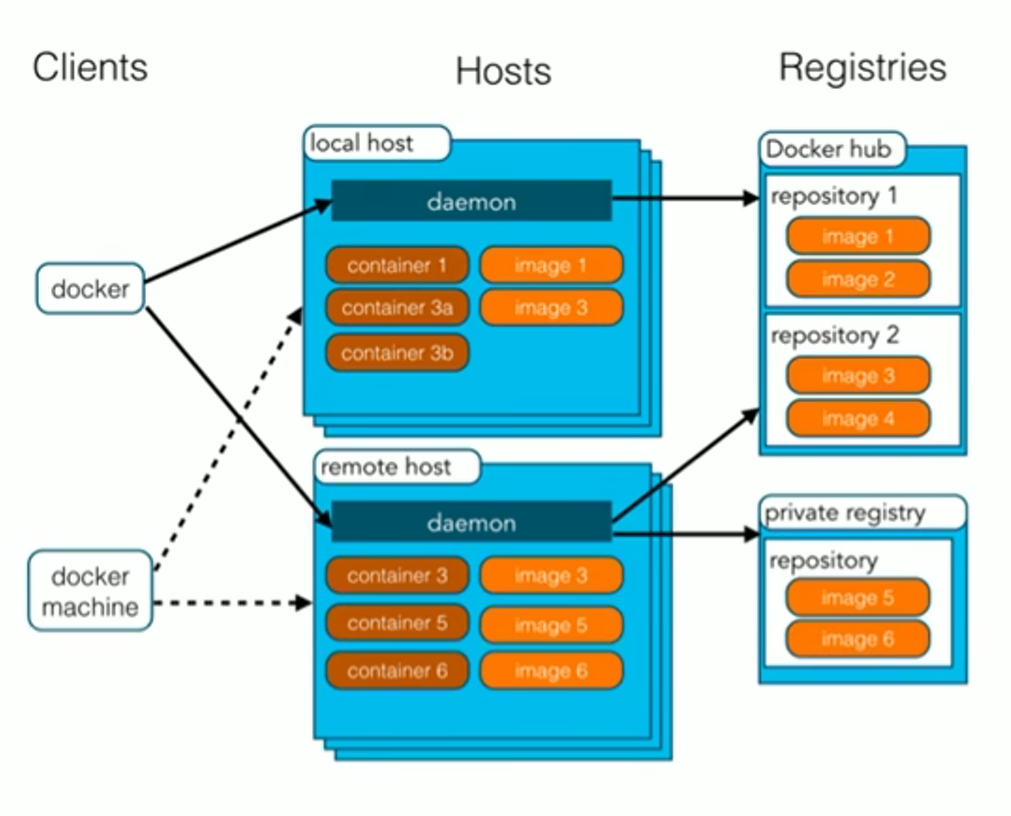 Clients
Hosts
Registries
local host
daemon
container 1
image 1
container 3a
image 3
container 3b
docker
docker
machine
remote host
daemon
container 3
image 3
container 5
image 5
container 6
image 6
Docker hub
repository 1
image 1
image 2
repository 2
image 3
image 4
private registry
repository
image 5
image 6